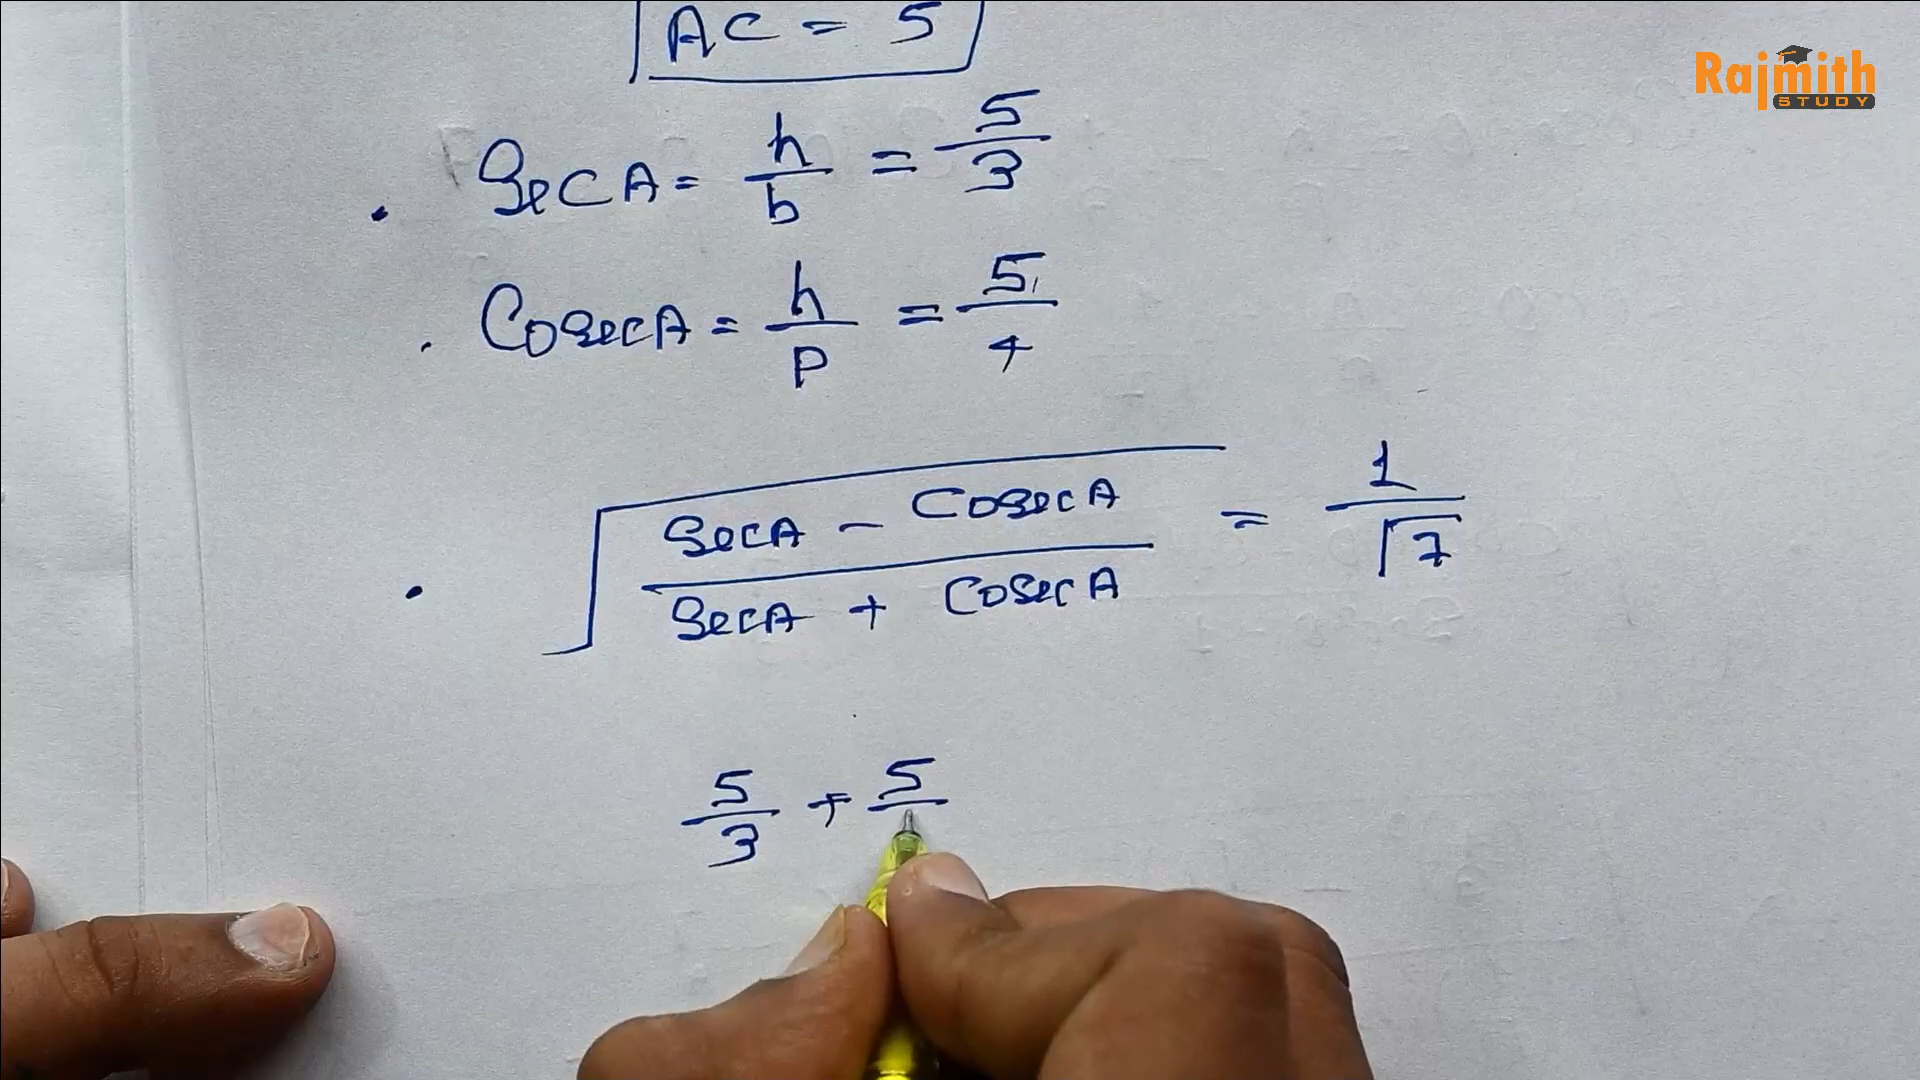 AC = 5
Rajmith
STUDY
SecA = h/b = 5/3
CosecA = h/P = 5/4
√((SecA - CosecA)/(SecA + CosecA)) = 1/√7
5/3 + 5/